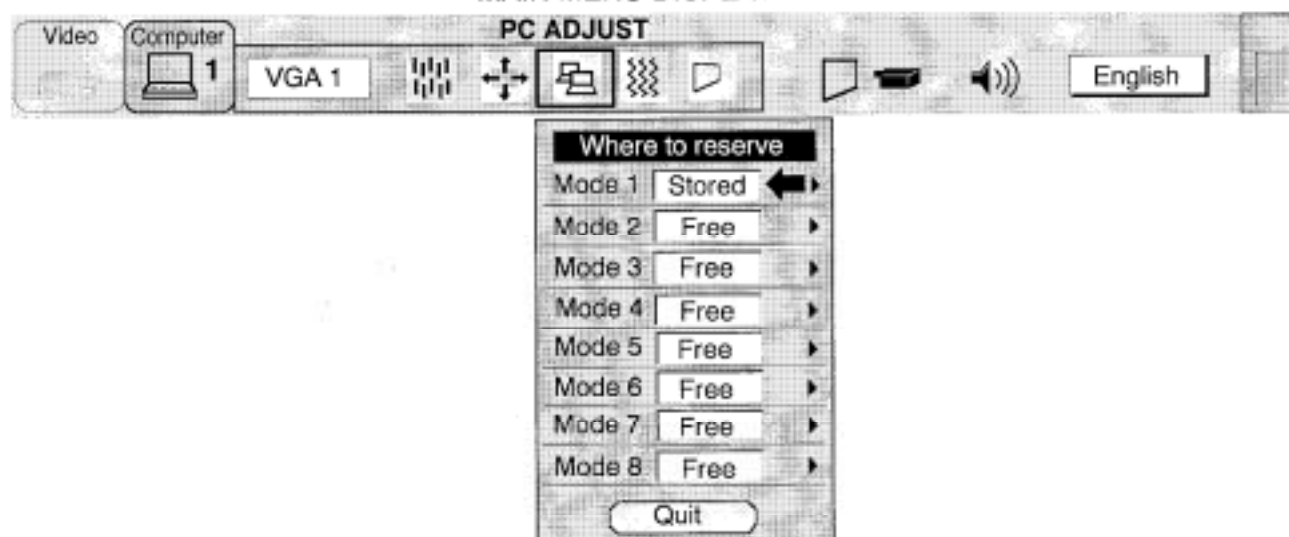 PC ADJUST
Video
Computer
1
VGA 1
English
Where to reserve
Mode 1 Stored
Mode 2 Free
Mode 3 Free
Mode 4 Free
Mode 5 Free
Mode 6 Free
Mode 7 Free
Mode 8 Free
Quit